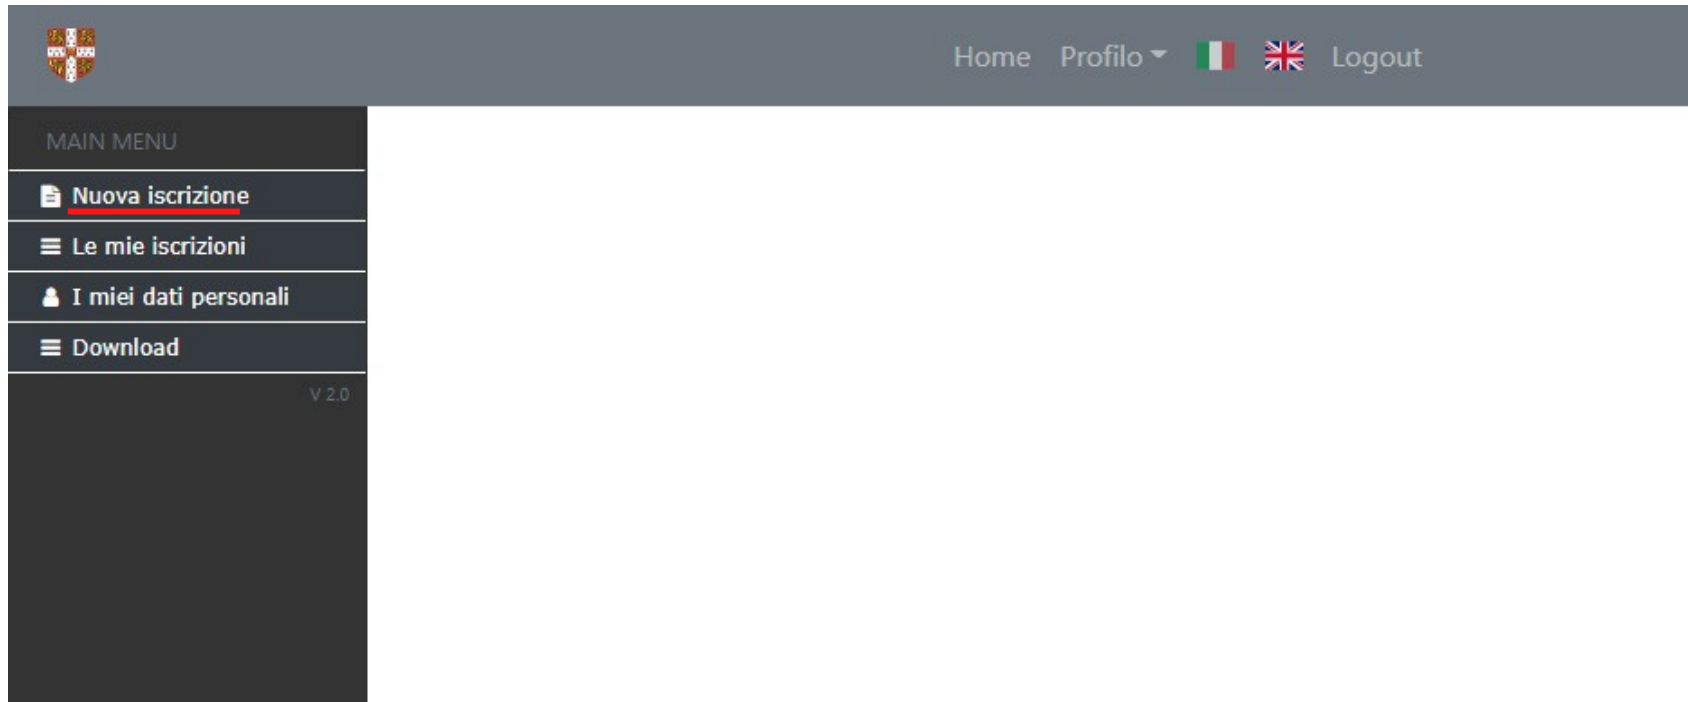 Home Profilo Logout
MAIN MENU
Nuova iscrizione
Le mie iscrizioni
I miei dati personali
Download
V 2.0